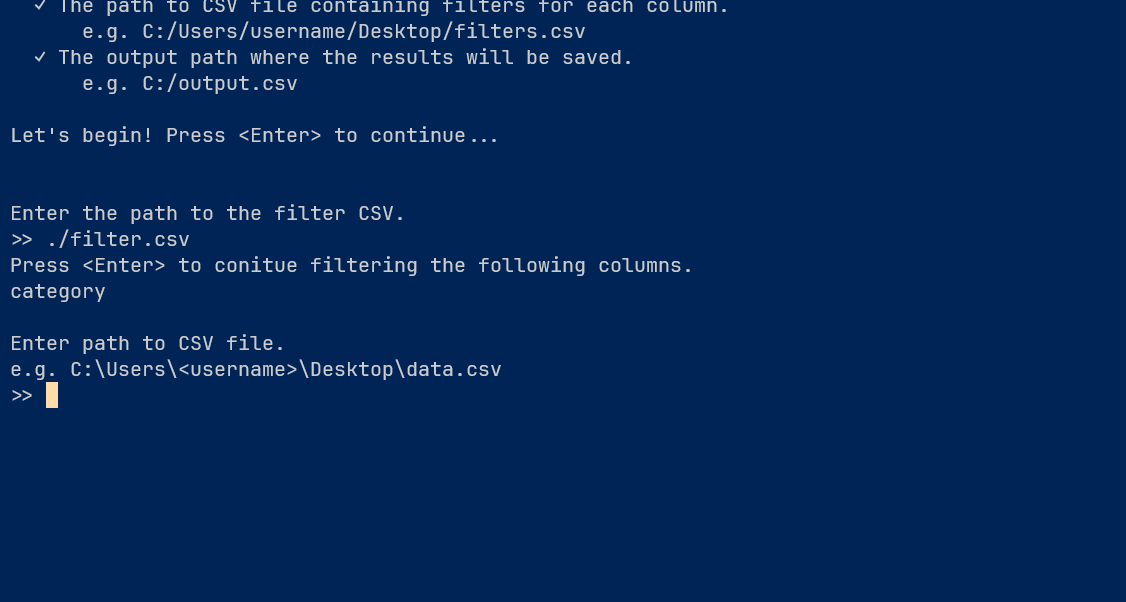 ✓ The path to CSV file containing filters for each column.
e.g. C:/Users/username/Desktop/filters.csv
✓ The output path where the results will be saved.
e.g. C:/output.csv
Let's begin! Press <Enter> to continue...
Enter the path to the filter CSV.
>> ./filter.csv
Press <Enter> to conitue filtering the following columns.
category
Enter path to CSV file.
e.g. C:\Users\<username>\Desktop\data.csv
>>